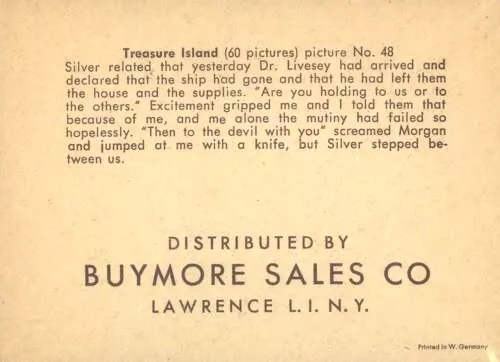 Treasure Island (60 pictures) picture No. 48
Silver related that yesterday Dr. Livesey had arrived and
declared that the ship had gone and that he had left them
the house and the supplies. "Are you holding to us or to
the others." Excitement gripped me and I told them that
because of me, and me alone the mutiny had failed so
hopelessly. "Then to the devil with you" screamed Morgan
and jumped at me with a knife, but Silver stepped be-
tween us.
DISTRIBUTED BY
BUYMORE SALES CO
LAWRENCE L. I. N. Y.
Printed in W. Germany